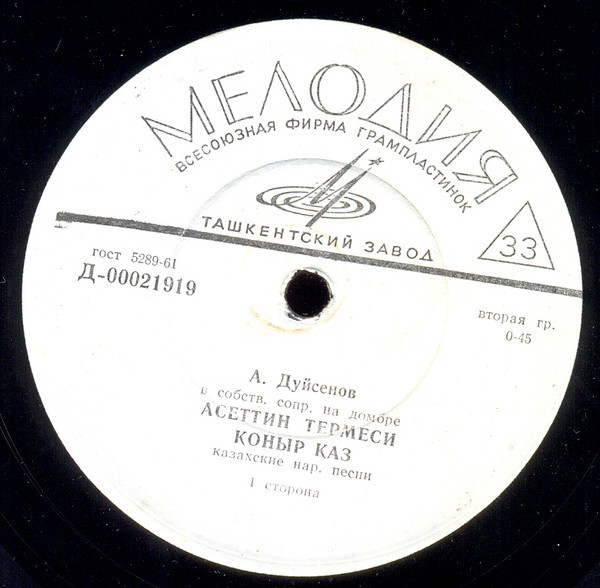 МЕЛОДИЯ
ВСЕСОЮЗНАЯ ФИРМА ГРАМПЛАСТИНОК
ТАШКЕНТСКИЙ ЗАВОД
33
гост 5289-61
Д-00021919
вторая гр.
0-45
А. Дуйсенов
в собств. сопр. на домбре
АСЕТТИН ТЕРМЕСИ
КОНЫР КАЗ
казахские нар. песни
I сторона